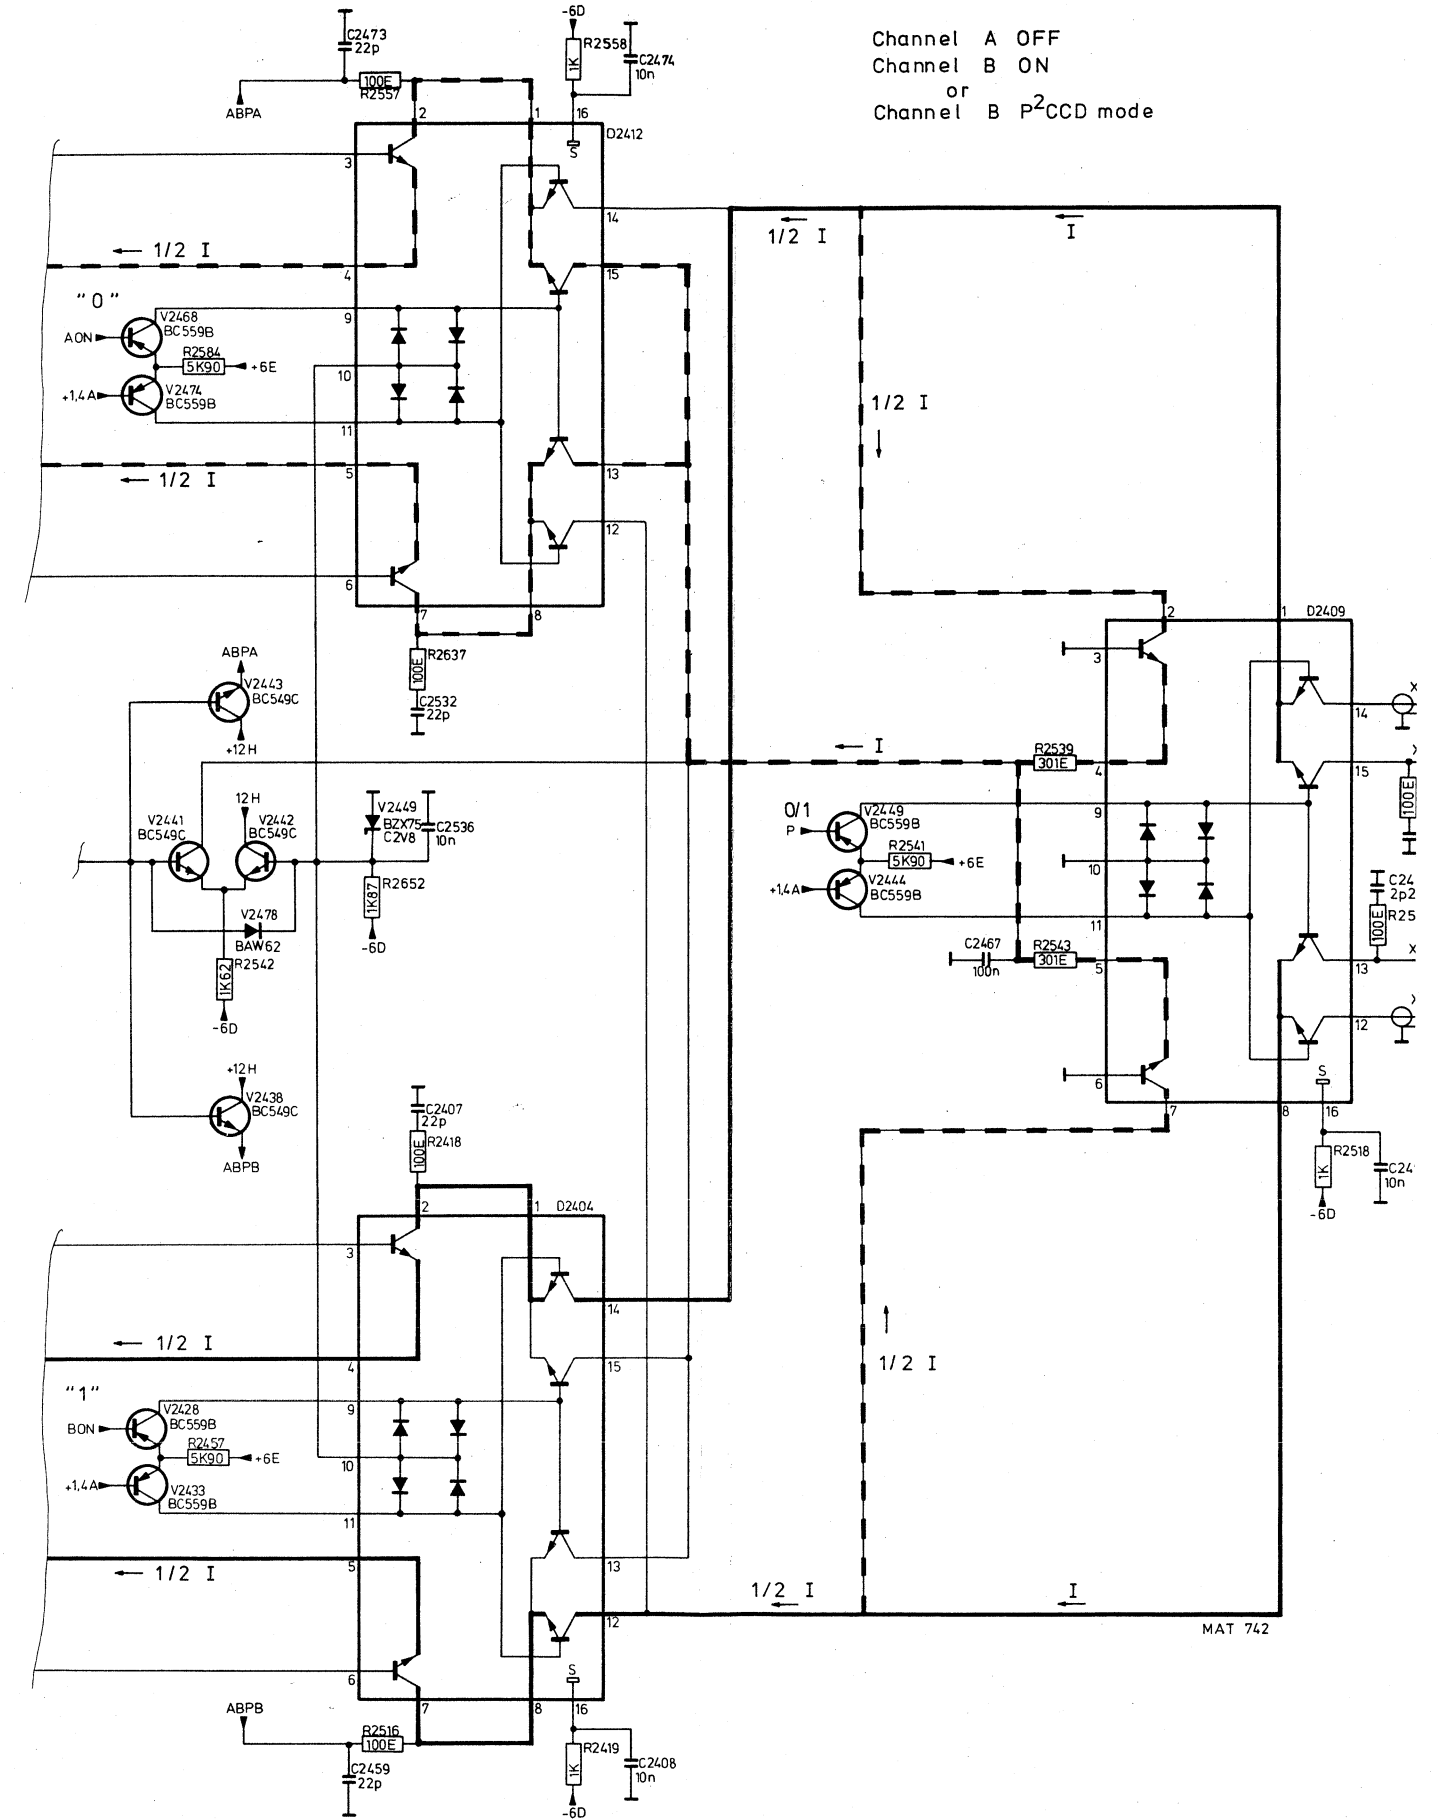 Channel A OFF
Channel B ON
or
Channel B P²CCD mode
-6D
C2473
22p
R2558
1K
C2474
10n
100E
R2557
ABPA
2
1
16
D2412
S
3
14
1/2 I
4
15
"0"
V2468
BC559B
AON
R2584
5K90
+6E
+1,4A
V2474
BC559B
9
10
11
1/2 I
5
13
12
6
7
8
R2637
100E
C2532
22p
1/2 I
I
1/2 I
ABPA
V2443
BC549C
+12H
12H
V2441
BC549C
V2442
BC549C
V2449
BZX75
C2V8
C2536
10n
V2478
BAW62
R2652
1K87
-6D
R2542
1K62
-6D
+12H
V2438
BC549C
ABPB
2
1
D2409
3
14
I
R2539
301E
4
15
100E
0/1
P
V2449
BC559B
R2541
5K90
+6E
+1,4A
V2444
BC559B
9
10
11
C24
2p2
100E
R25
C2467
100n
R2543
301E
5
13
12
6
S
7
8
16
R2518
1K
C24
10n
-6D
C2407
22p
100E
R2418
2
1
D2404
3
14
1/2 I
4
15
"1"
V2428
BC559B
BON
R2457
5K90
+6E
+1,4A
V2433
BC559B
9
10
11
1/2 I
5
13
12
1/2 I
1/2 I
I
MAT 742
6
S
7
8
16
ABPB
R2516
100E
C2459
22p
R2419
1K
C2408
10n
-6D